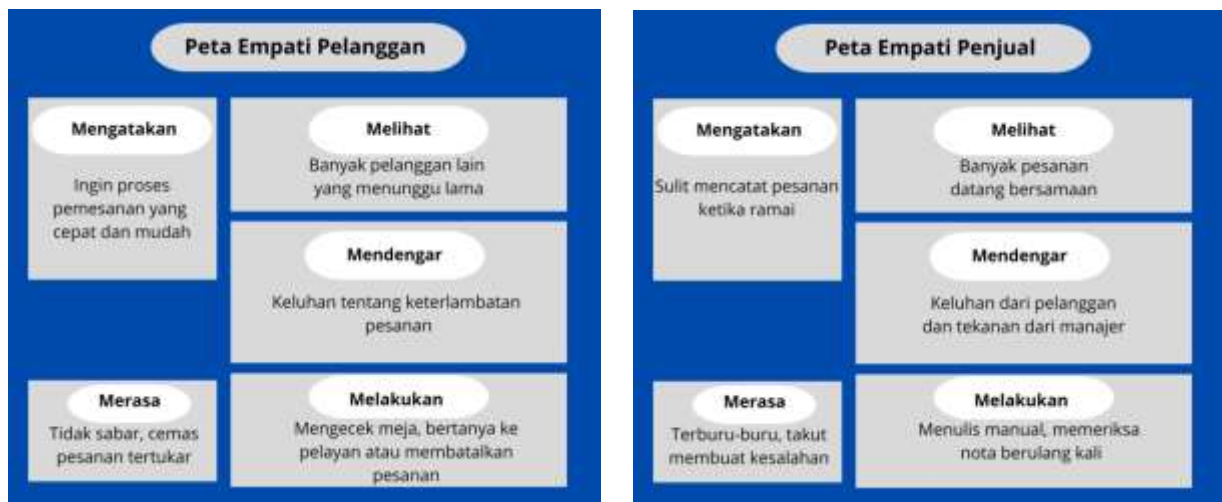 Peta Empati Pelanggan
Mengatakan
Ingin proses
pemesanan yang
cepat dan mudah
Melihat
Banyak pelanggan lain
yang menunggu lama
Mendengar
Keluhan tentang keterlambatan
pesanan
Merasa
Tidak sabar, cemas
pesanan tertukar
Melakukan
Mengecek meja, bertanya ke
pelayan atau membatalkan
pesanan
Peta Empati Penjual
Mengatakan
Sulit mencatat pesanan
ketika ramai
Melihat
Banyak pesanan
datang bersamaan
Mendengar
Keluhan dari pelanggan
dan tekanan dari manajer
Merasa
Terburu-buru, takut
membuat kesalahan
Melakukan
Menulis manual, memeriksa
nota berulang kali